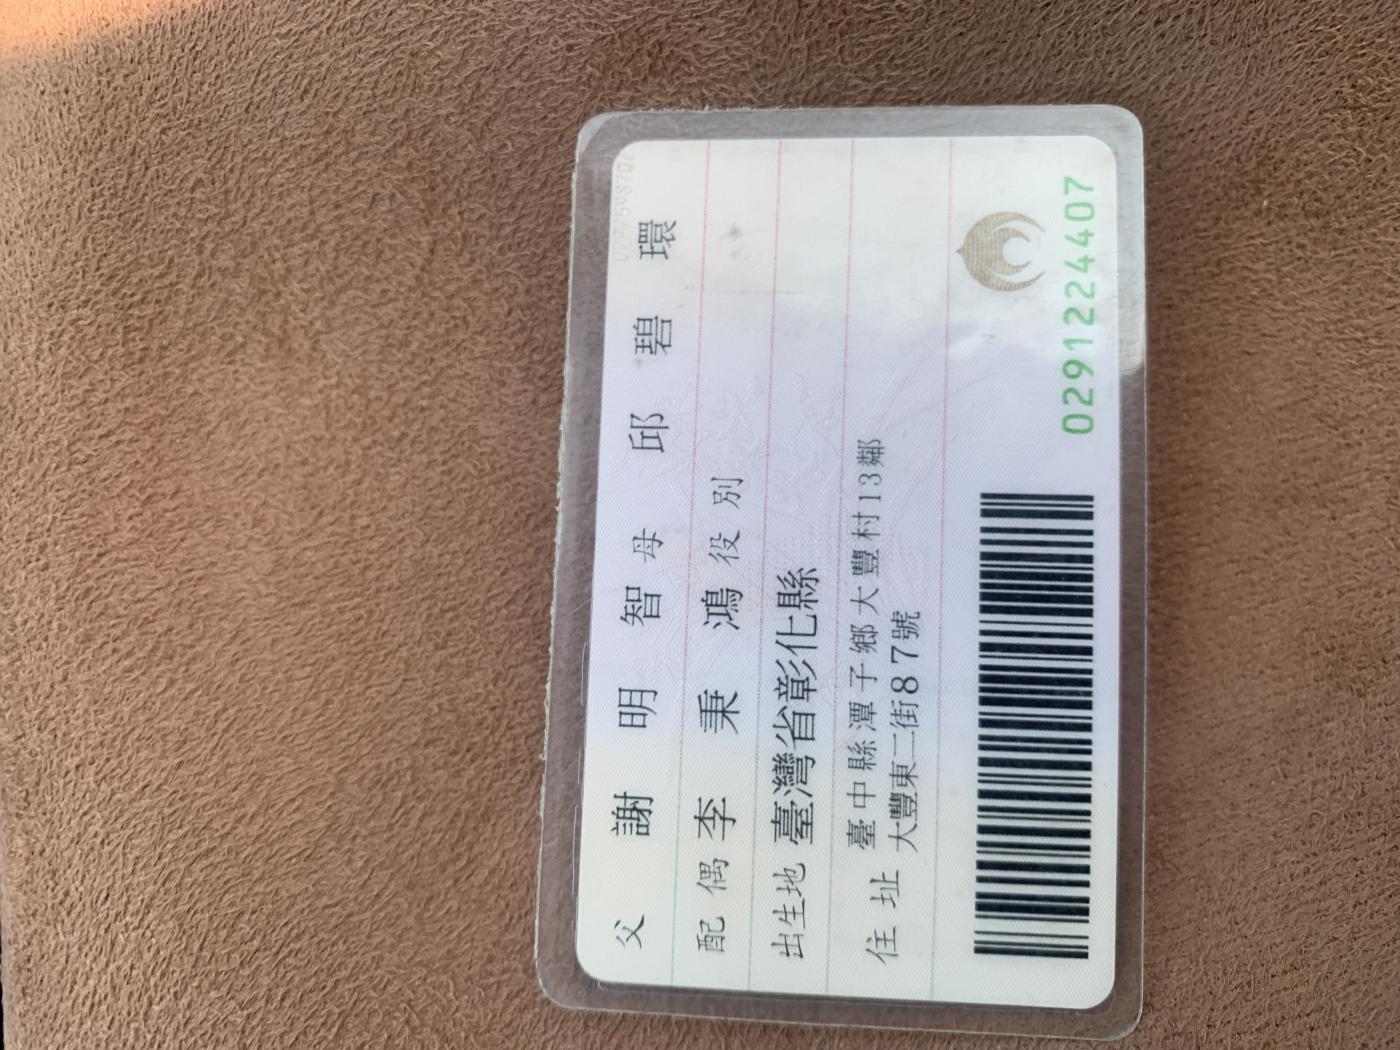 父 謝明智 母 邱碧環
配偶 李秉鴻 役別
出生地 臺灣省彰化縣
住址 臺中縣潭子鄉大豐村13鄰
大豐東二街87號
0291224407